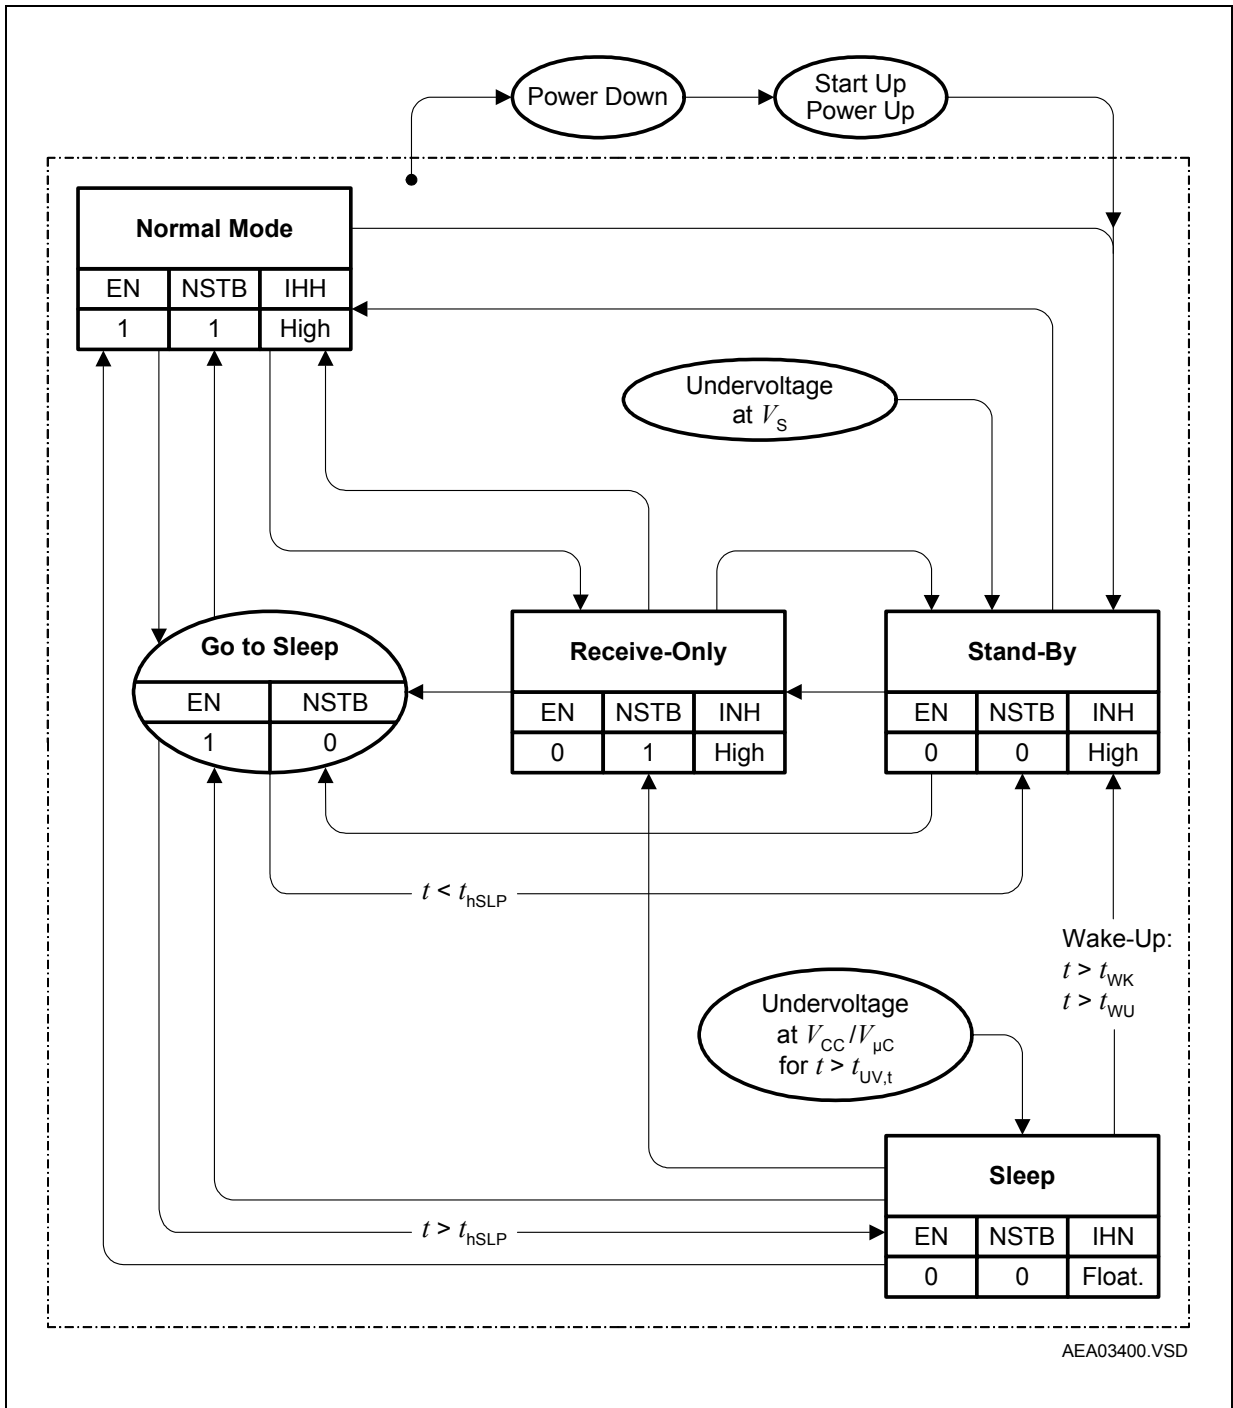 Power Down
Start Up
Power Up
Normal Mode
EN NSTB IHH
1 1 High
Undervoltage
at VS
Go to Sleep
EN NSTB
1 0
Receive-Only
EN NSTB INH
0 1 High
Stand-By
EN NSTB INH
0 0 High
t < thSLP
Wake-Up:
t > tWK
t > tWU
Undervoltage
at VCC/VµC
for t > tUV,t
Sleep
EN NSTB IHN
0 0 Float.
t > thSLP
AEA03400.VSD